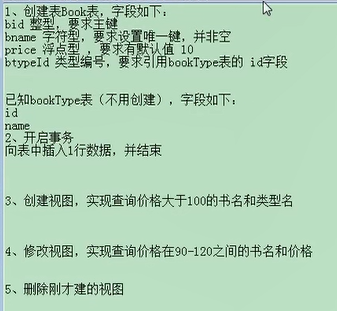 1、创建表Book表，字段如下：
bid 整型，要求主键
bname 字符型，要求设置唯一键，并非空
price 浮点型 ，要求有默认值 10
btypeId 类型编号，要求引用bookType表的 id字段
已知bookType表（不用创建），字段如下：
id
name
2、开启事务
向表中插入1行数据，并结束
3、创建视图，实现查询价格大于100的书名和类型名
4、修改视图，实现查询价格在90-120之间的书名和价格
5、删除刚才建的视图